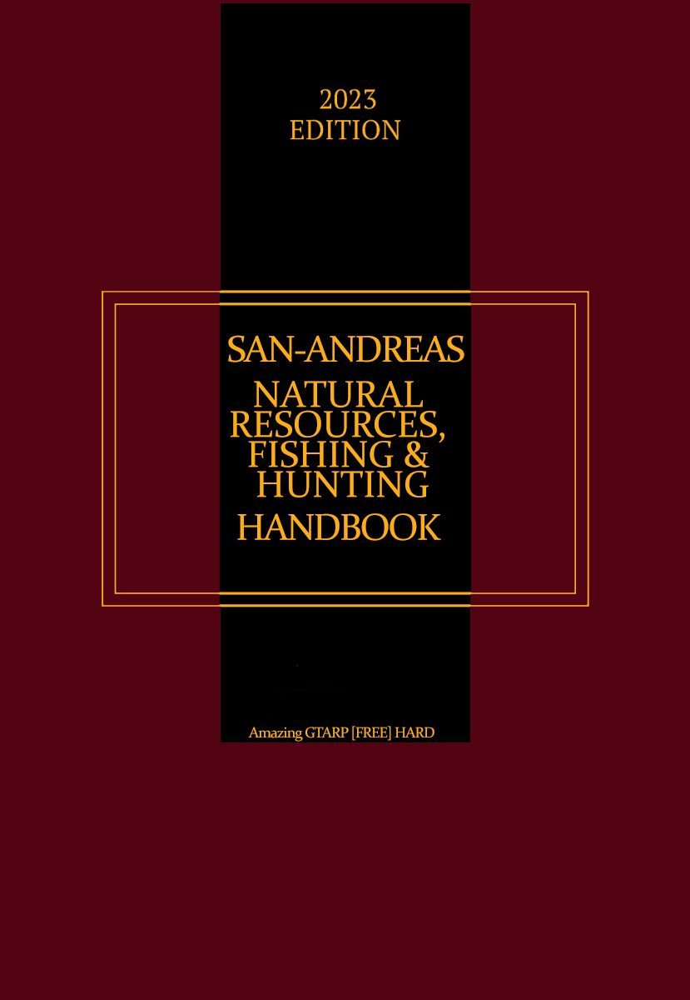 2023
EDITION
SAN-ANDREAS
NATURAL
RESOURCES,
FISHING &
HUNTING
HANDBOOK
Amazing GTARP [FREE] HARD